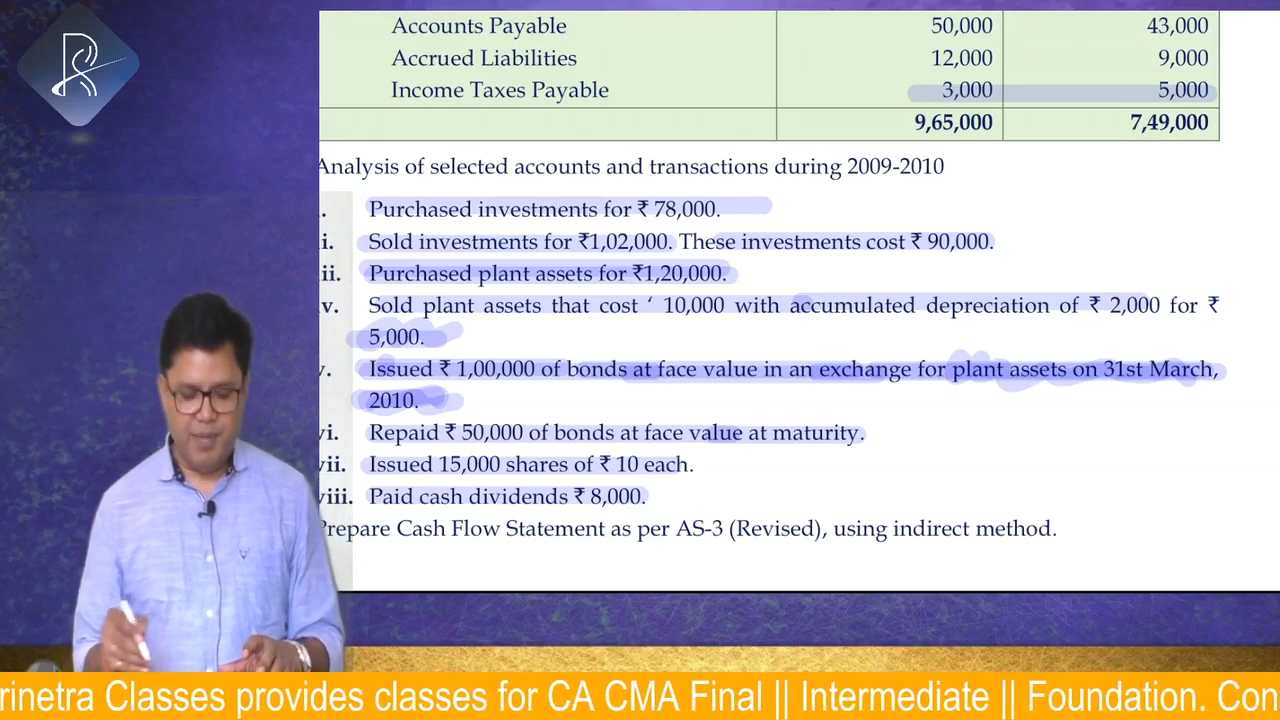 Accounts Payable 50,000 43,000
Accrued Liabilities 12,000 9,000
Income Taxes Payable 3,000 5,000
9,65,000 7,49,000
Analysis of selected accounts and transactions during 2009-2010
. Purchased investments for ₹ 78,000.
ii. Sold investments for ₹1,02,000. These investments cost ₹ 90,000.
ii. Purchased plant assets for ₹1,20,000.
v. Sold plant assets that cost ‘ 10,000 with accumulated depreciation of ₹ 2,000 for ₹
5,000.
v. Issued ₹ 1,00,000 of bonds at face value in an exchange for plant assets on 31st March,
2010.
vi. Repaid ₹ 50,000 of bonds at face value at maturity.
vii. Issued 15,000 shares of ₹ 10 each.
viii. Paid cash dividends ₹ 8,000.
Prepare Cash Flow Statement as per AS-3 (Revised), using indirect method.
rinetra Classes provides classes for CA CMA Final || Intermediate || Foundation. Con